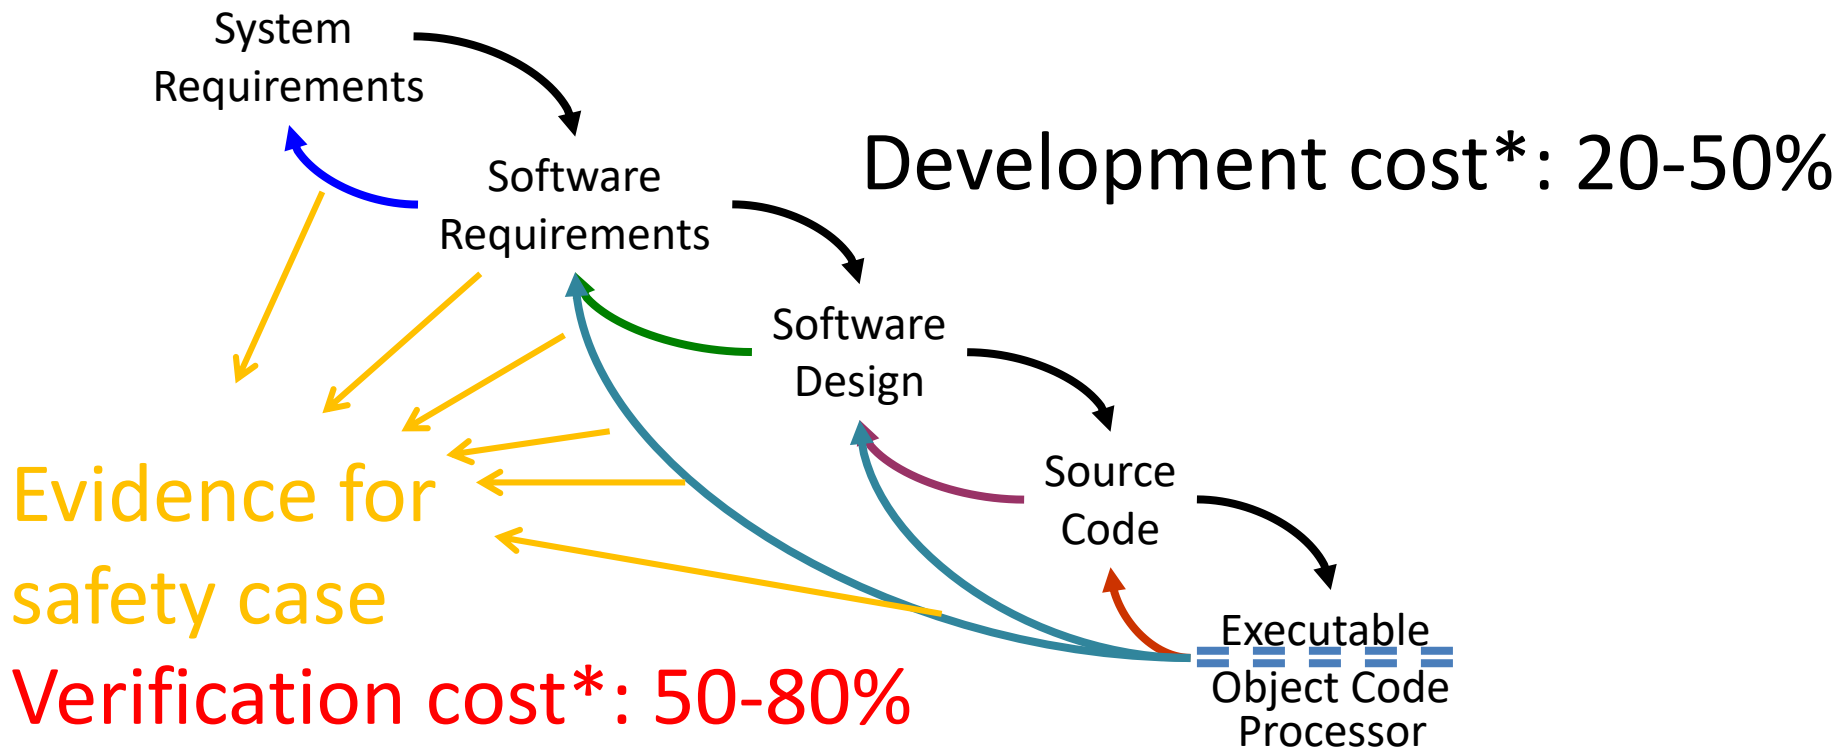 System
Requirements
Development cost*: 20-50%
Software
Requirements
Software
Design
Source
Code
Evidence for
safety case
Executable
Object Code
Processor
Verification cost*: 50-80%